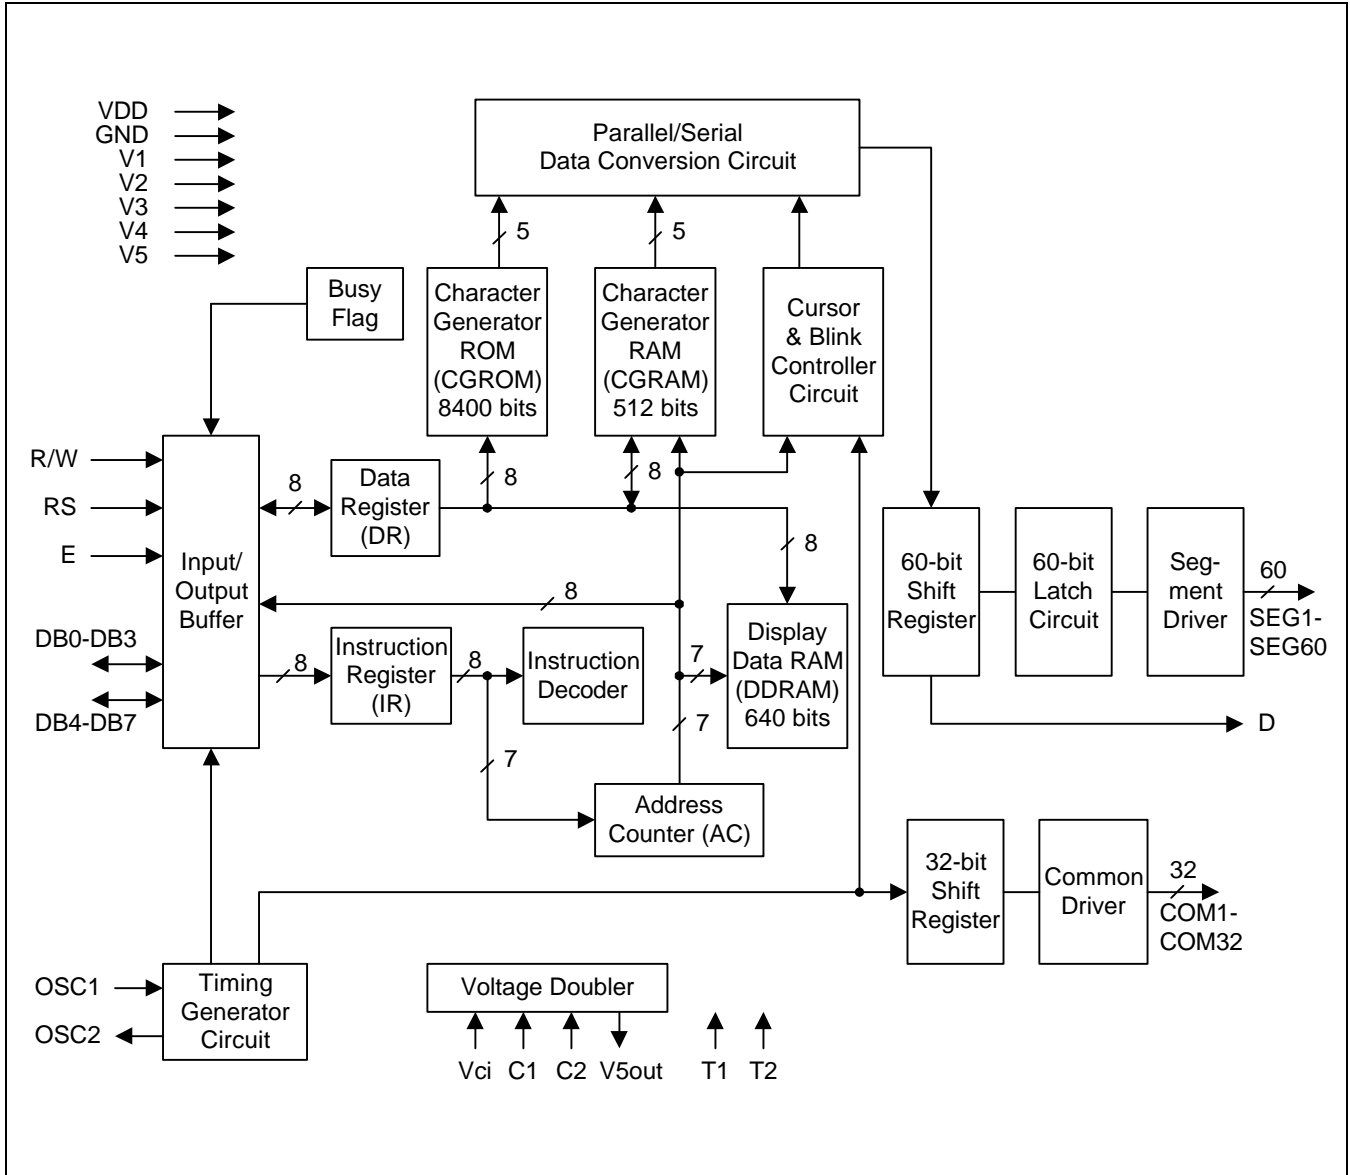 VDD
GND
V1
V2
V3
V4
V5
Parallel/Serial
Data Conversion Circuit
5
5
Busy
Flag
Character
Generator
ROM
(CGROM)
8400 bits
Character
Generator
RAM
(CGRAM)
512 bits
Cursor
& Blink
Controller
Circuit
R/W
RS
E
DB0-DB3
DB4-DB7
Input/
Output
Buffer
8
Data
Register
(DR)
8
8
8
8
8
Instruction
Register
(IR)
8
Instruction
Decoder
7
7
7
Display
Data RAM
(DDRAM)
640 bits
Address
Counter (AC)
60-bit
Shift
Register
60-bit
Latch
Circuit
Seg-
ment
Driver
60
SEG1-
SEG60
D
32-bit
Shift
Register
Common
Driver
32
COM1-
COM32
OSC1
OSC2
Timing
Generator
Circuit
Voltage Doubler
Vci
C1
C2
V5out
T1
T2